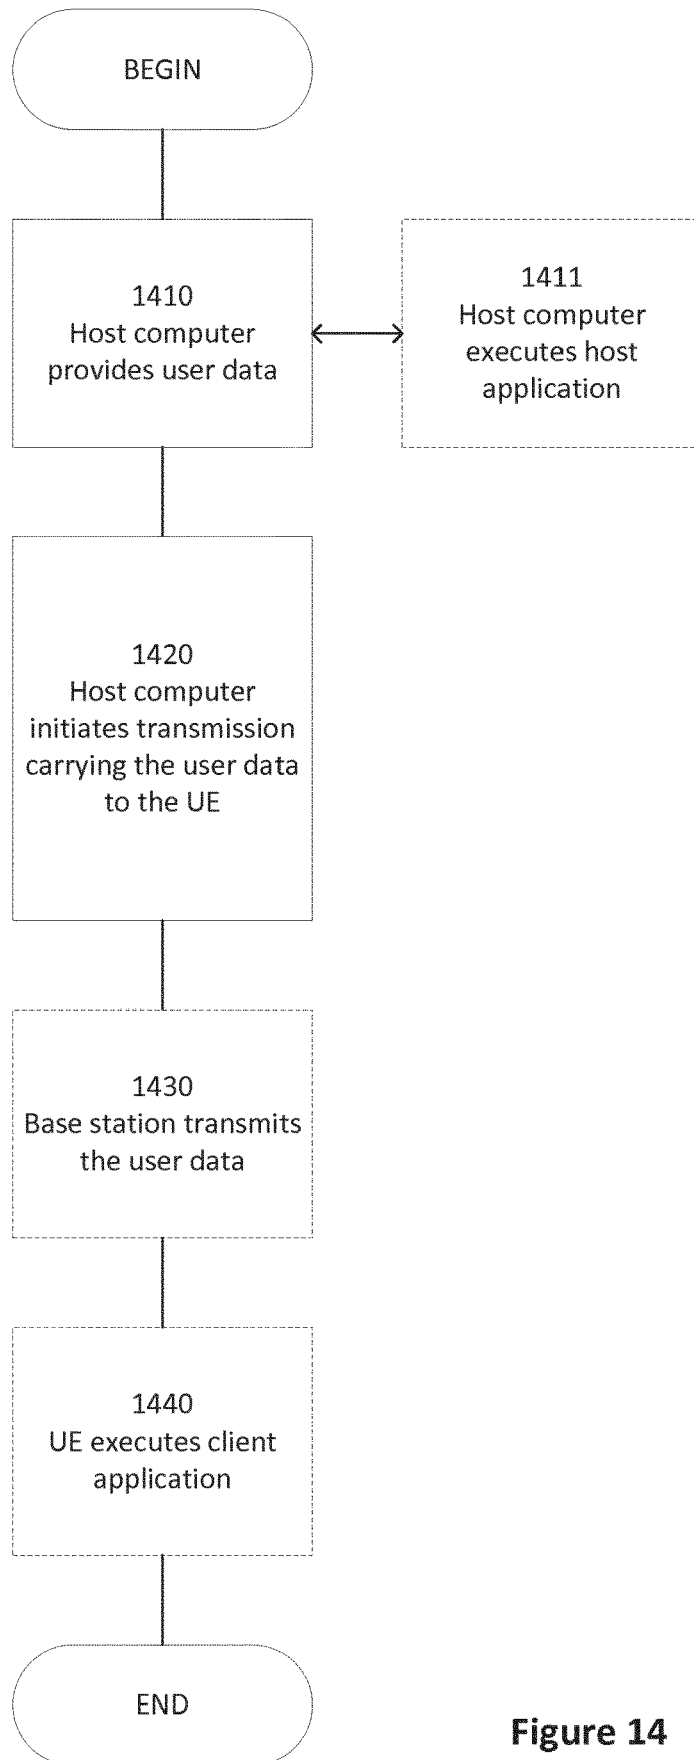 BEGIN
1410
Host computer
provides user data
1411
Host computer
executes host
application
1420
Host computer
initiates transmission
carrying the user data
to the UE
1430
Base station transmits
the user data
1440
UE executes client
application
END
Figure 14